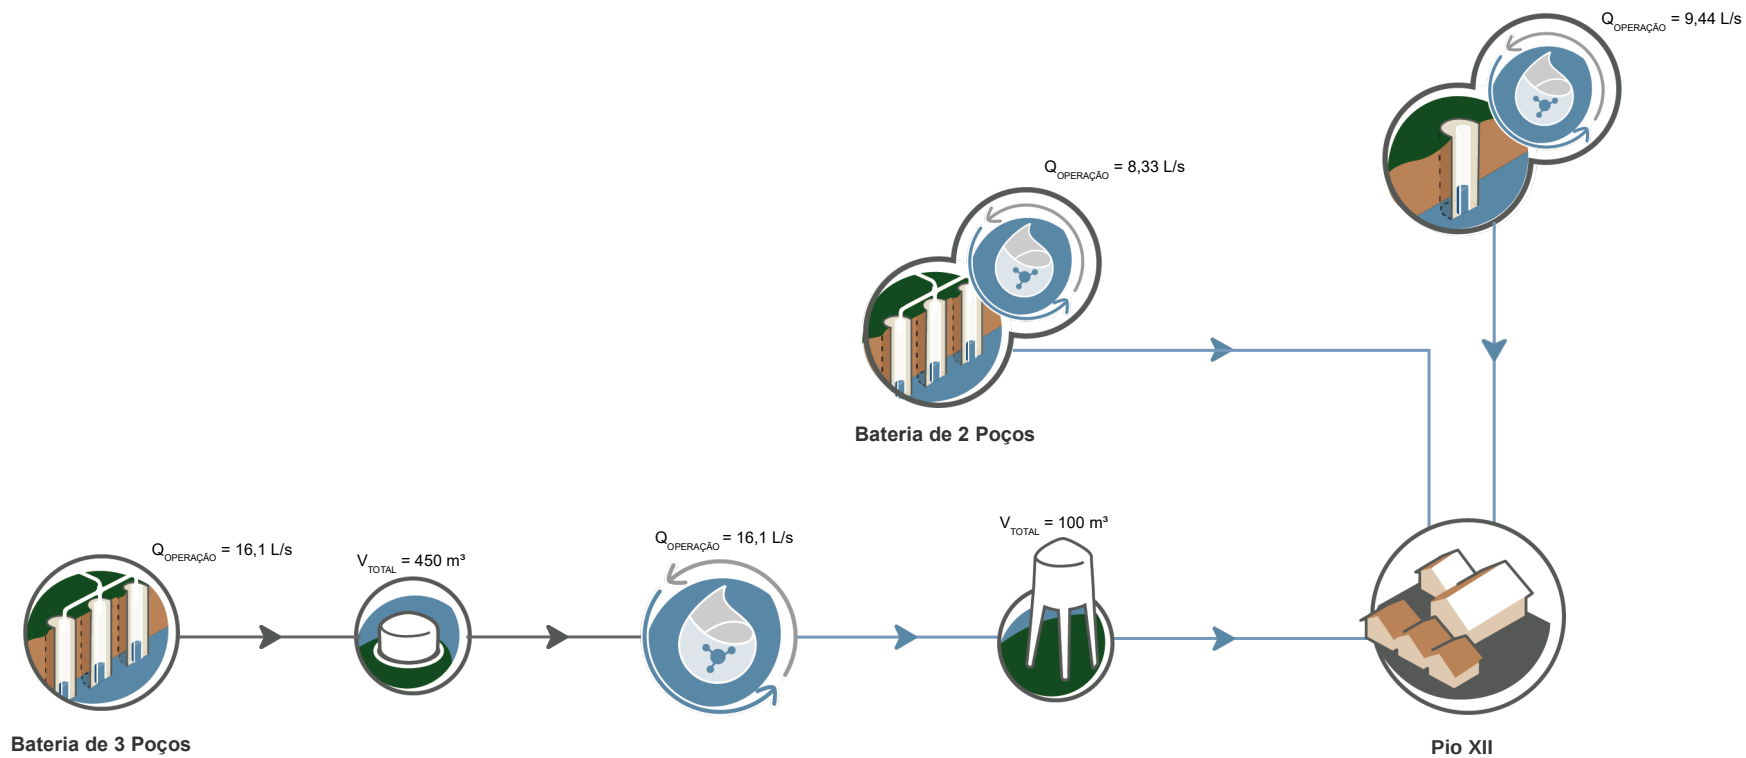 Q OPERAÇÃO = 9,44 L/s
Q OPERAÇÃO = 8,33 L/s
Bateria de 2 Poços
Q OPERAÇÃO = 16,1 L/s
V TOTAL = 450 m³
Q OPERAÇÃO = 16,1 L/s
V TOTAL = 100 m³
Bateria de 3 Poços
Pio XII